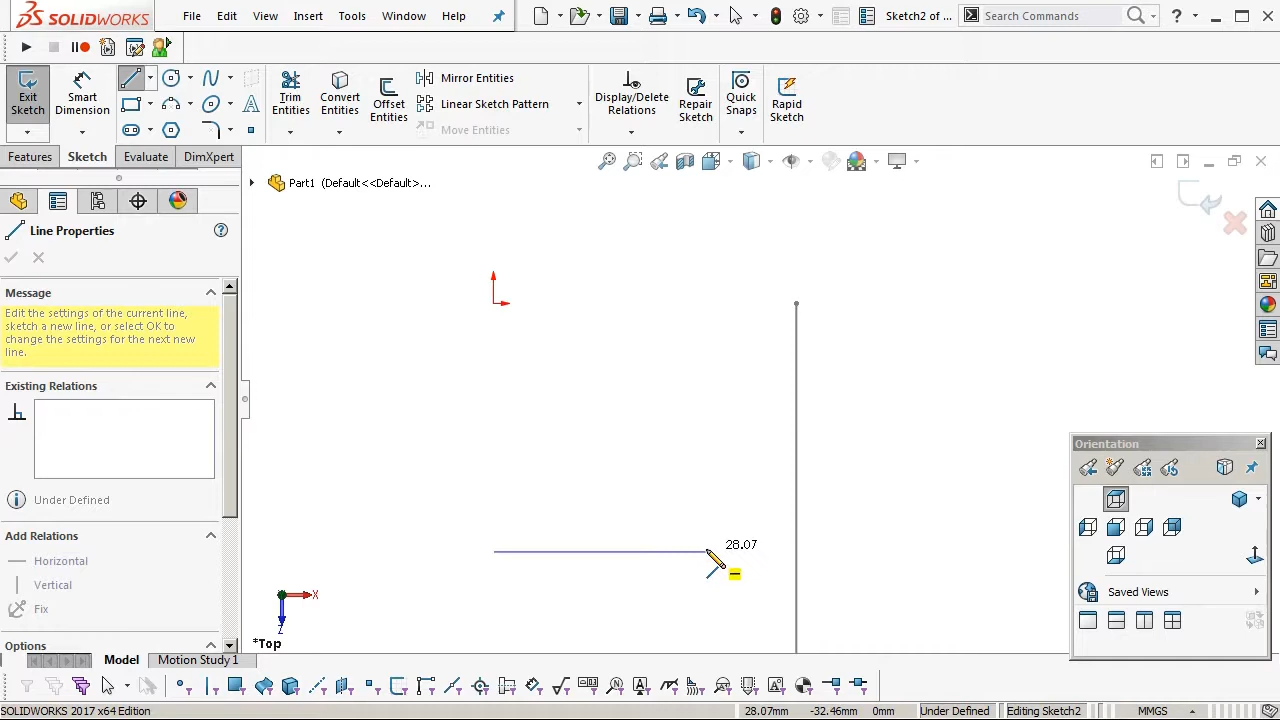 SOLIDWORKS
File Edit View Insert Tools Window Help
Sketch2 of ...
Search Commands
Exit Sketch
Smart Dimension
Trim Entities
Convert Entities
Offset Entities
Mirror Entities
Linear Sketch Pattern
Move Entities
Display/Delete Relations
Repair Sketch
Quick Snaps
Rapid Sketch
Features Sketch Evaluate DimXpert
Part1 (Default<<Default>...
Line Properties
Message
Edit the settings of the current line,
sketch a new line, or select OK to
change the settings for the next new
line.
Existing Relations
Under Defined
Add Relations
Horizontal
Vertical
Fix
Options
28.07
X
Z
*Top
Orientation
Saved Views
Model Motion Study 1
SOLIDWORKS 2017 x64 Edition
28.07mm -32.46mm 0mm Under Defined Editing Sketch2 MMGS